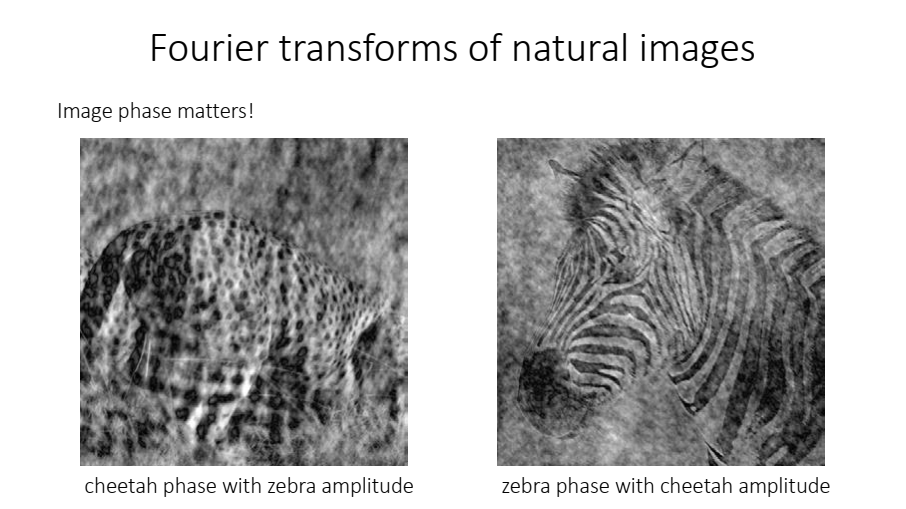 Fourier transforms of natural images
Image phase matters!
cheetah phase with zebra amplitude
zebra phase with cheetah amplitude